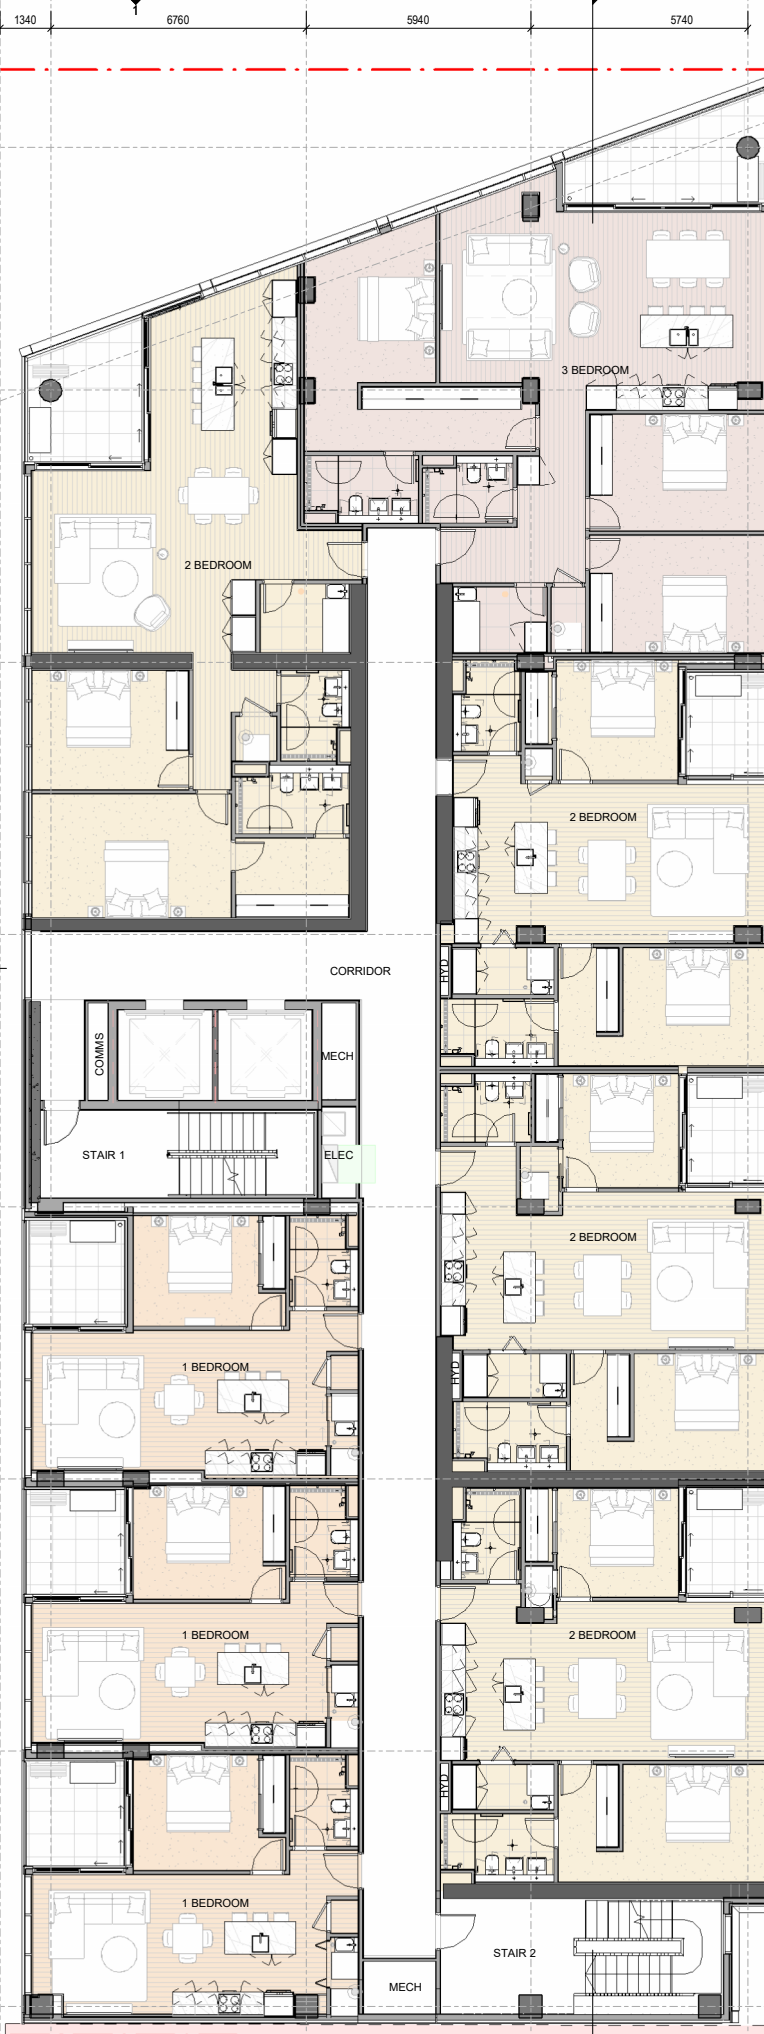 1340 6760 5940 5740
1
3 BEDROOM
2 BEDROOM
2 BEDROOM
CORRIDOR
HYD
COMMS
MECH
STAIR 1
ELEC
2 BEDROOM
1 BEDROOM
HYD
1 BEDROOM
2 BEDROOM
HYD
1 BEDROOM
STAIR 2
MECH